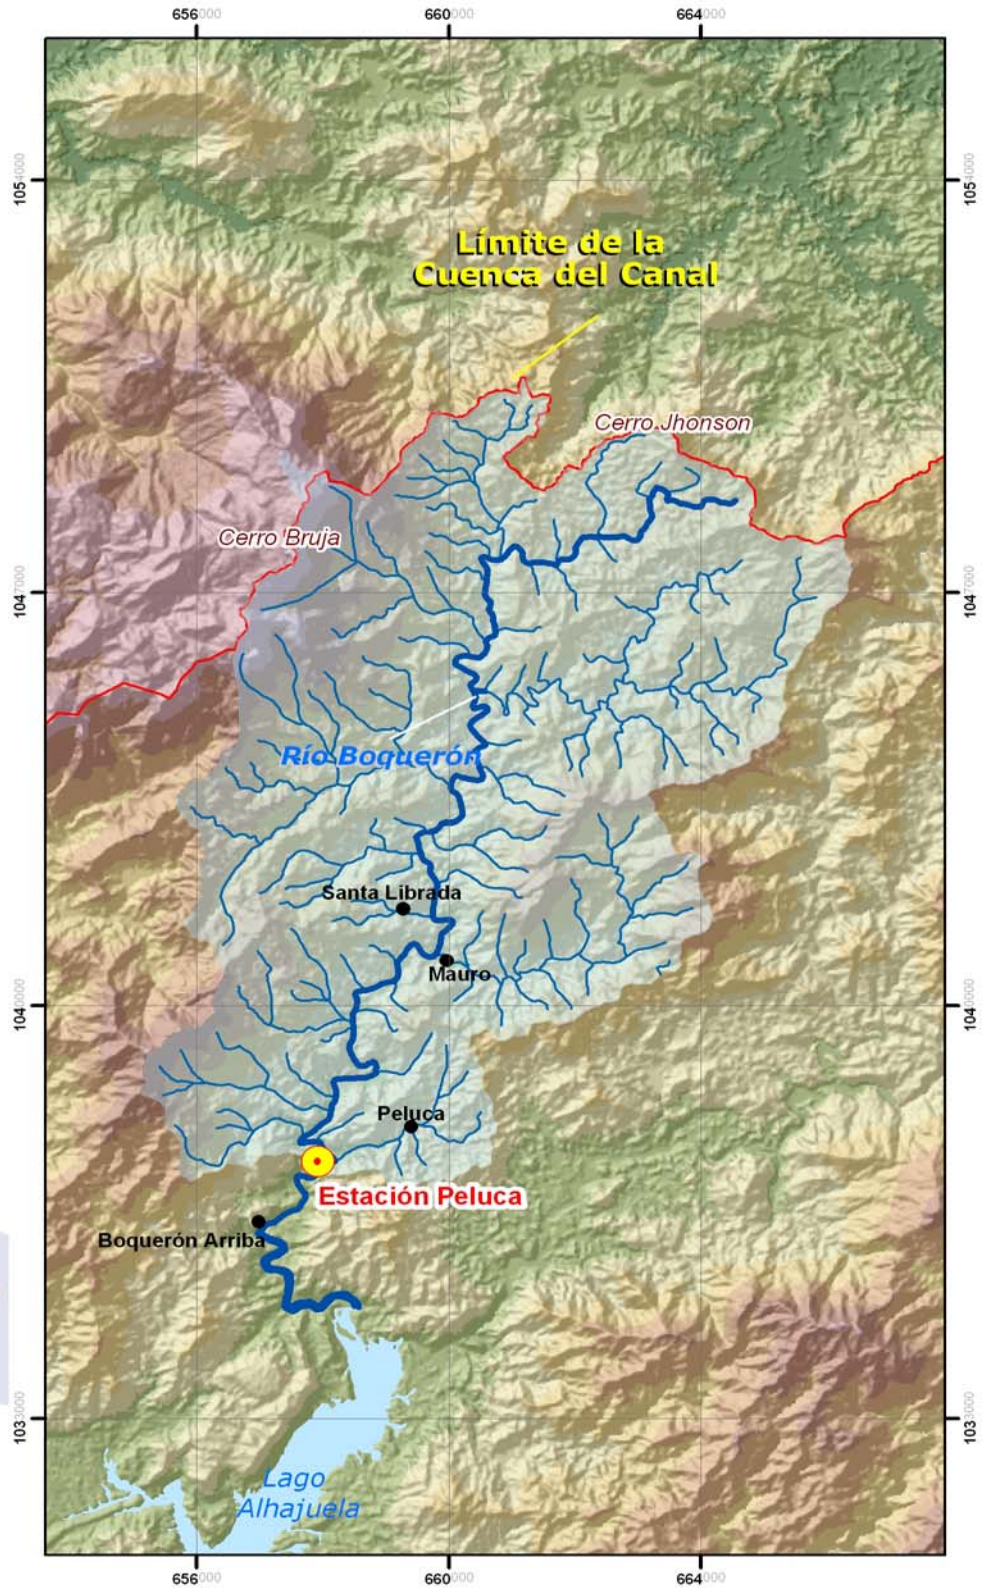 656000 660000 664000
1054000 1054000
Límite de la
Cuenca del Canal
Cerro Jhonson
Cerro Bruja
1047000 1047000
Río Boquerón
Santa Librada
Mauro
1040000 1040000
Peluca
Estación Peluca
Boquerón Arriba
1033000 1033000
Lago
Alhajuela
656000 660000 664000